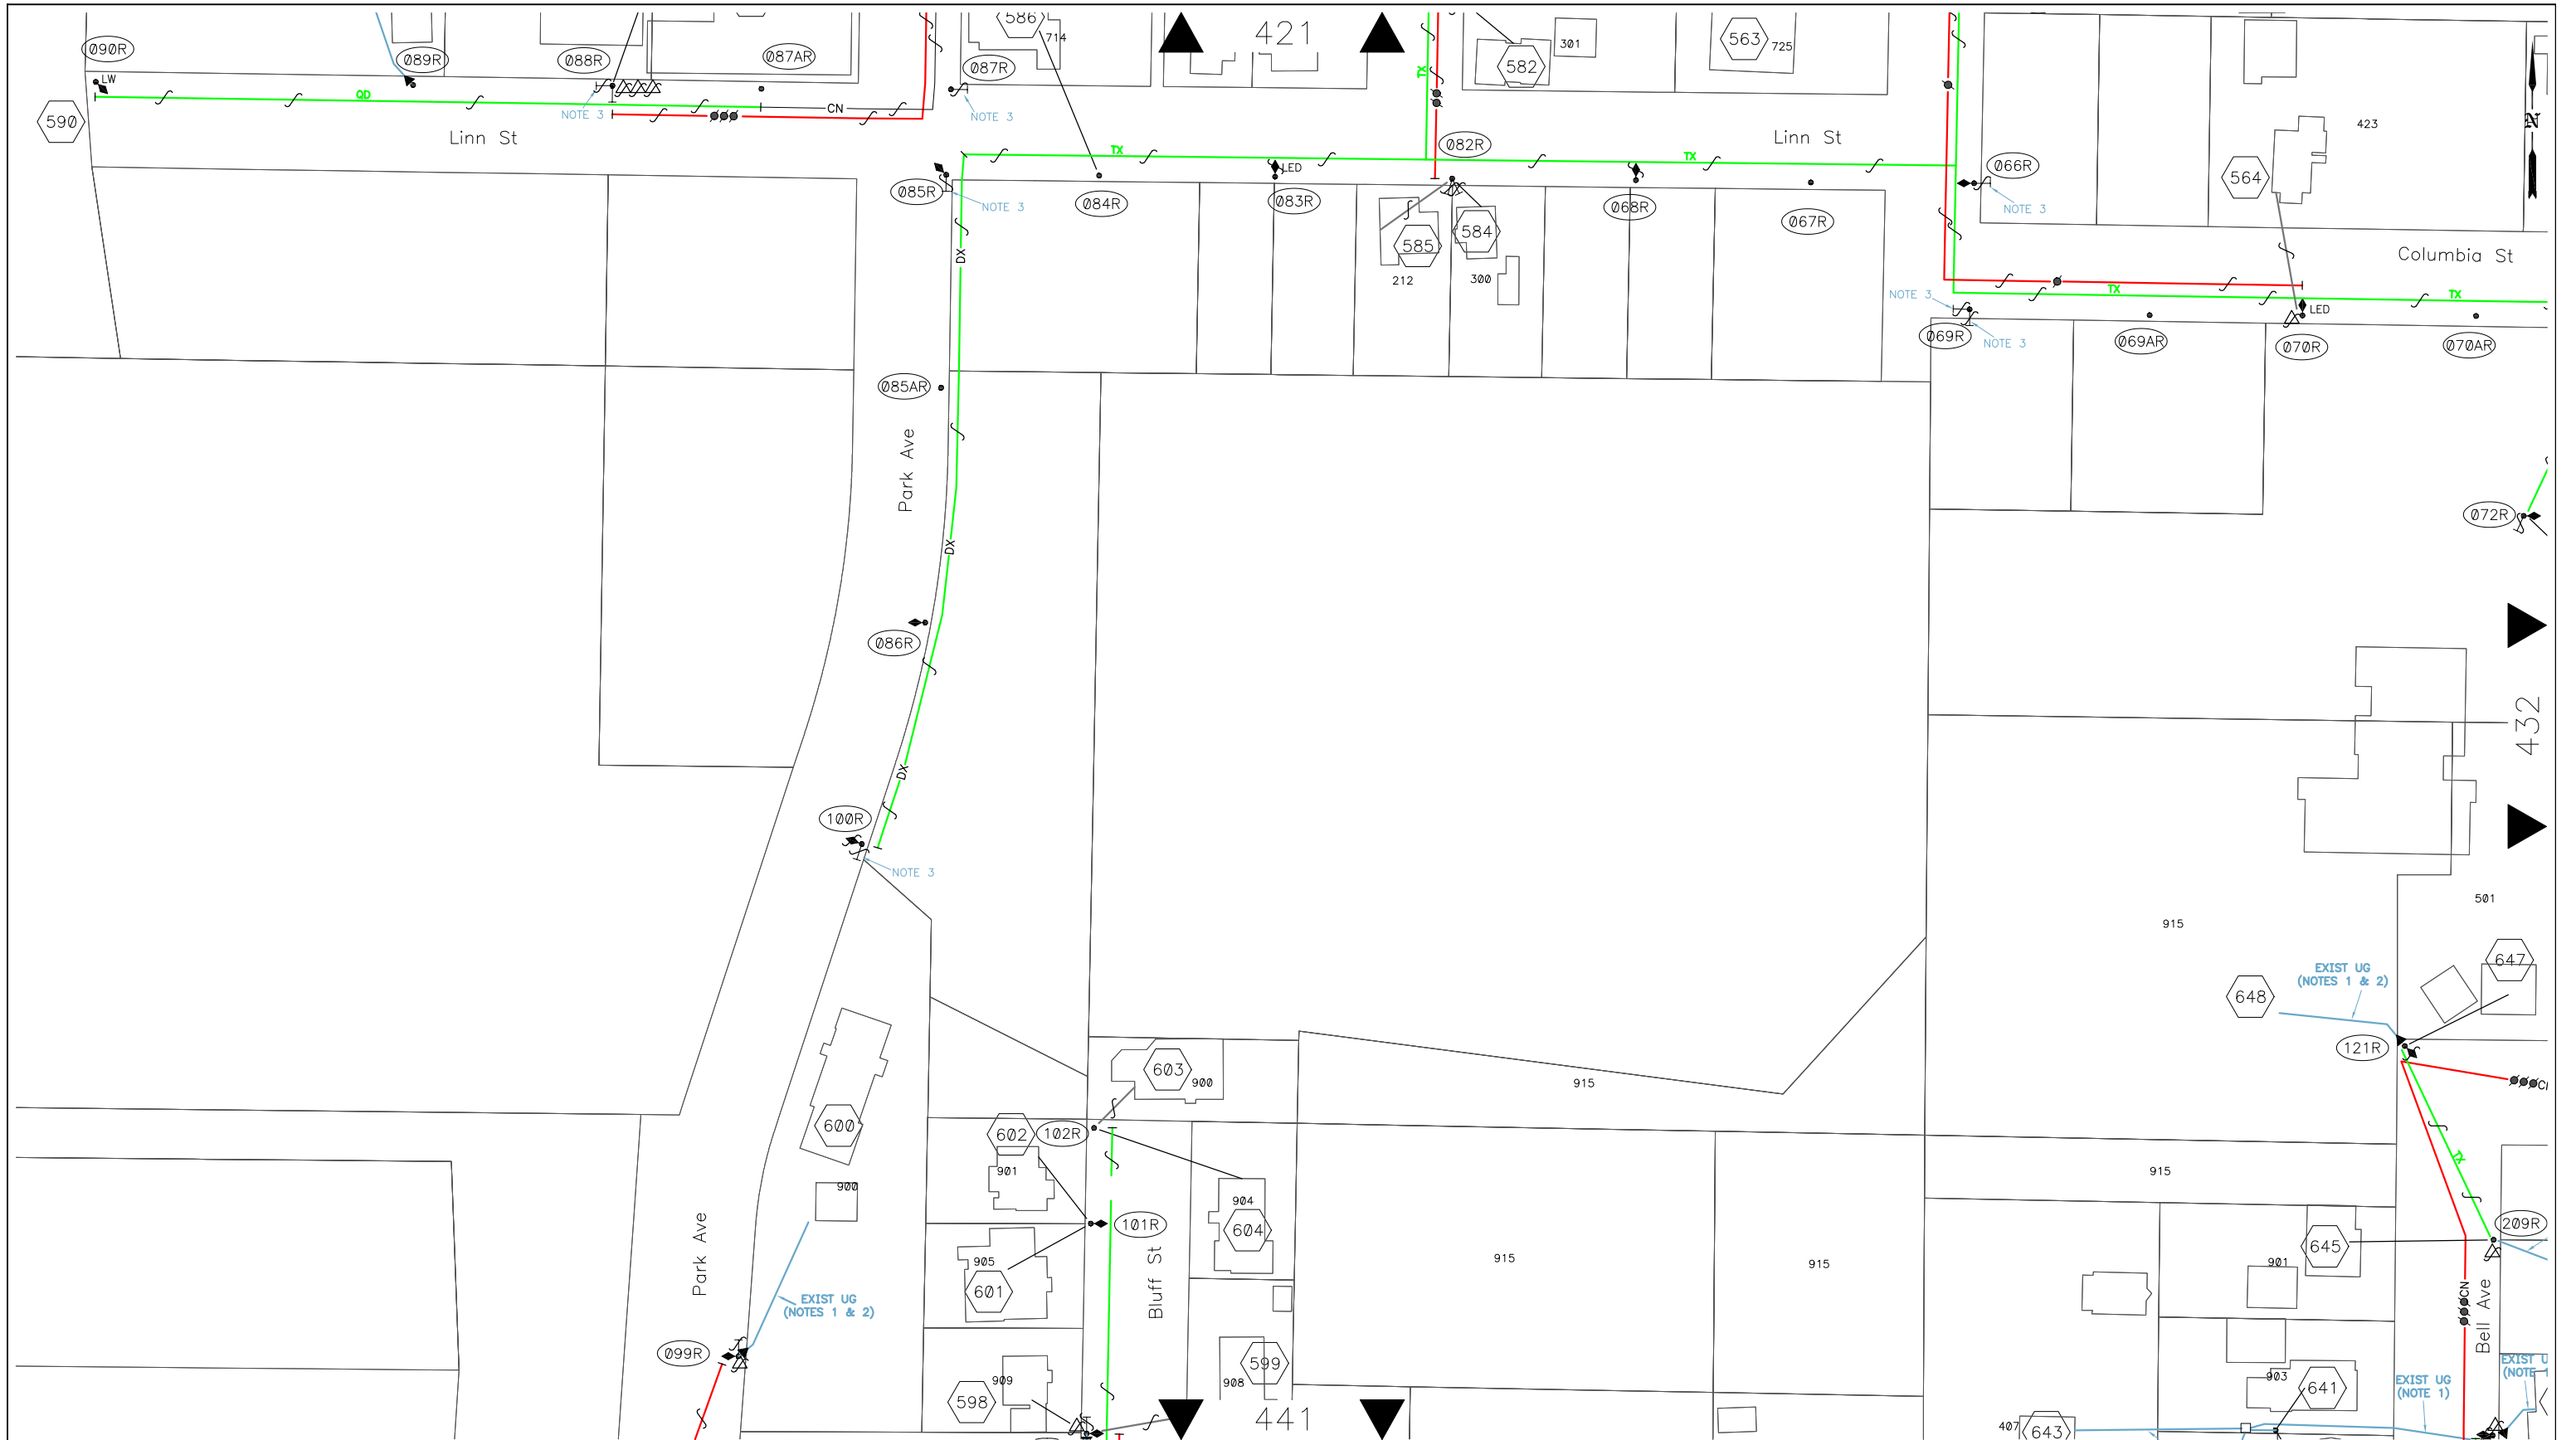 586
714
421
301
563
725
582
090R
LW
089R
088R
087AR
087R
TX
423
N
590
QD
CN
NOTE 3
NOTE 3
Linn St
TX
082R
TX
Linn St
066R
564
LED
085R
NOTE 3
084R
083R
068R
067R
NOTE 3
585
584
212
300
DX
Columbia St
NOTE 3
TX
TX
LED
069R
NOTE 3
069AR
070R
070AR
085AR
Park Ave
072R
DX
086R
432
DX
100R
NOTE 3
501
915
647
EXIST UG
(NOTES 1 & 2)
648
121R
603
900
915
600
602
102R
901
915
TX
900
904
604
101R
209R
Park Ave
905
601
Bluff St
915
915
645
901
CN
Bell Ave
EXIST UG
(NOTES 1 & 2)
099R
599
908
909
598
441
903
641
EXIST UG
(NOTE 1)
407
643